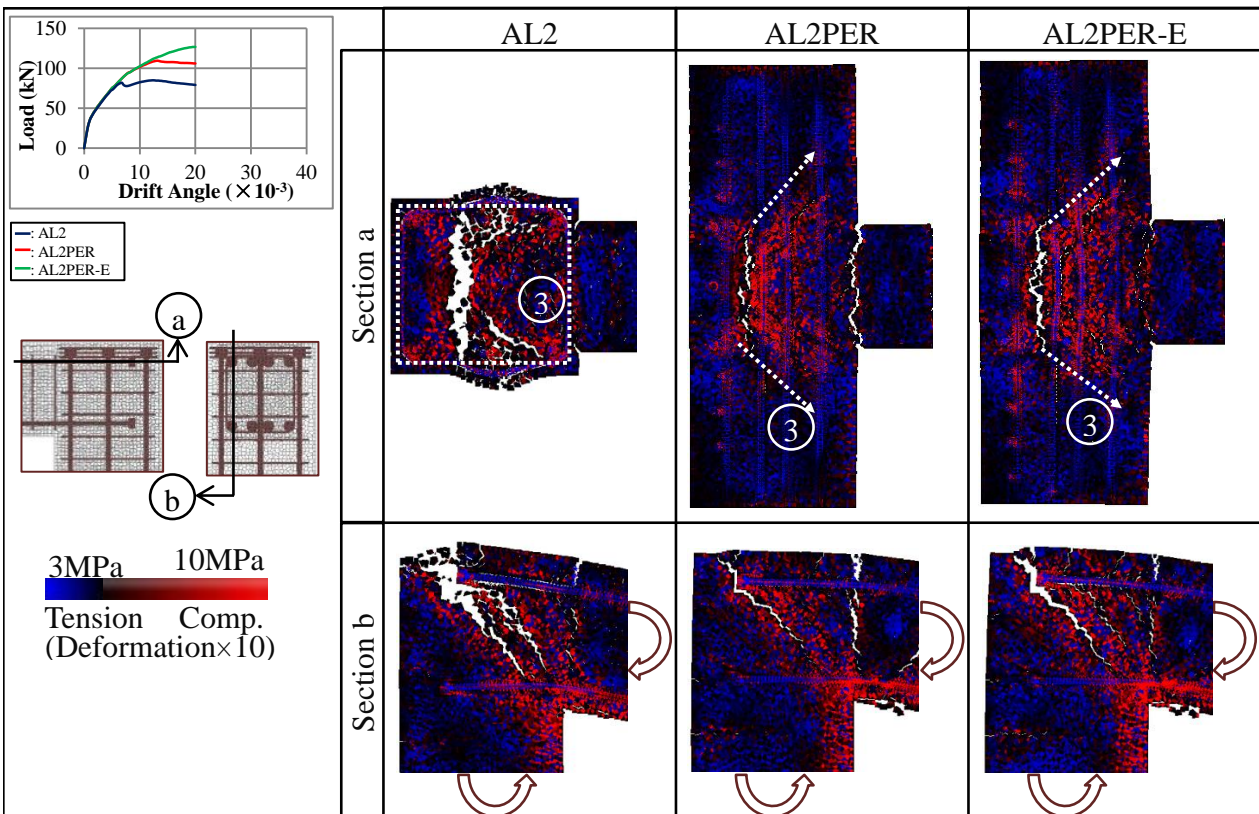 150
100
50
0
Load (kN)
0 10 20 30 40
Drift Angle (×10-3)
: AL2
: AL2PER
: AL2PER-E
a
b
3MPa 10MPa
Tension Comp.
(Deformation×10)
AL2 AL2PER AL2PER-E
Section a
3
3
3
Section b